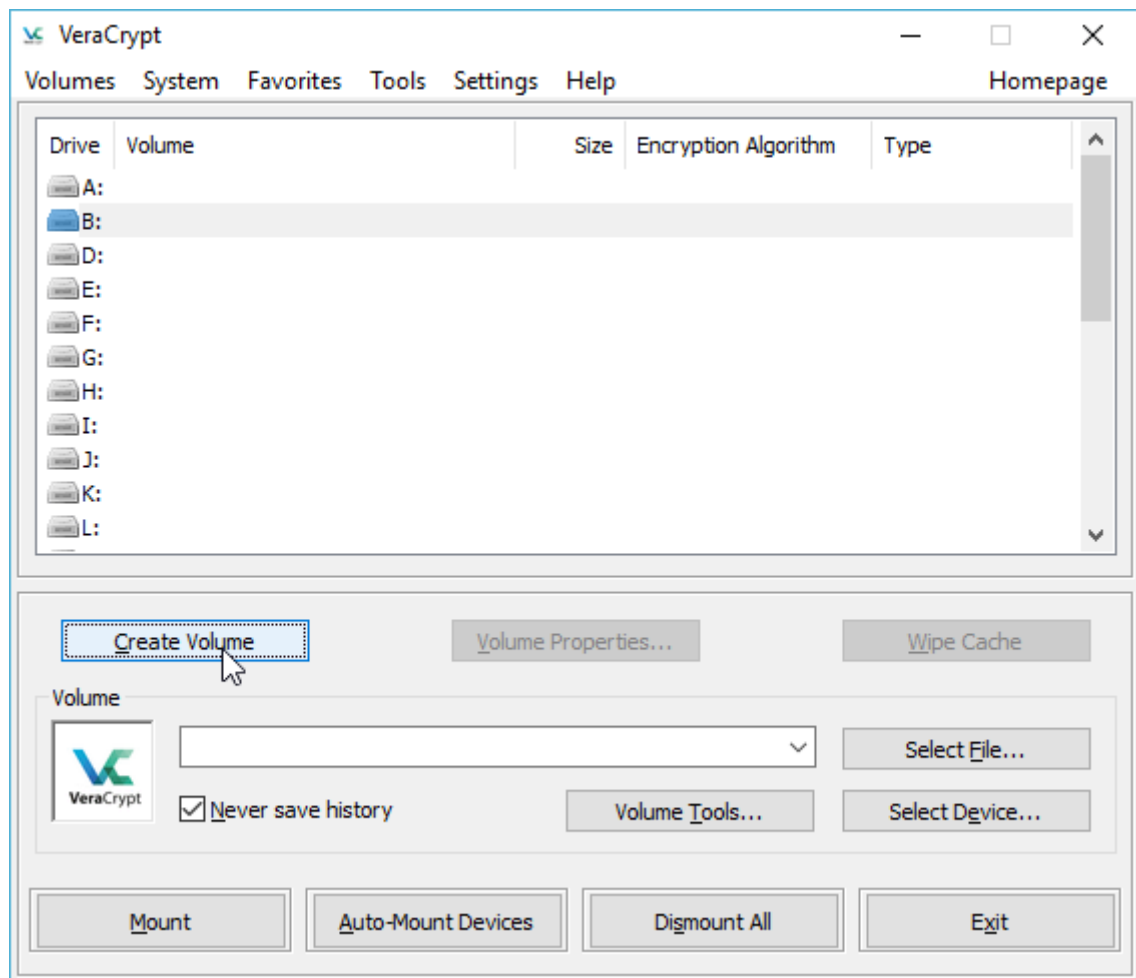 VeraCrypt
Volumes System Favorites Tools Settings Help Homepage
Drive Volume Size Encryption Algorithm Type
A:
B:
D:
E:
F:
G:
H:
I:
J:
K:
L:
Create Volume Volume Properties... Wipe Cache
Volume
VeraCrypt
Select File...
Never save history Volume Tools... Select Device...
Mount Auto-Mount Devices Dismount All Exit